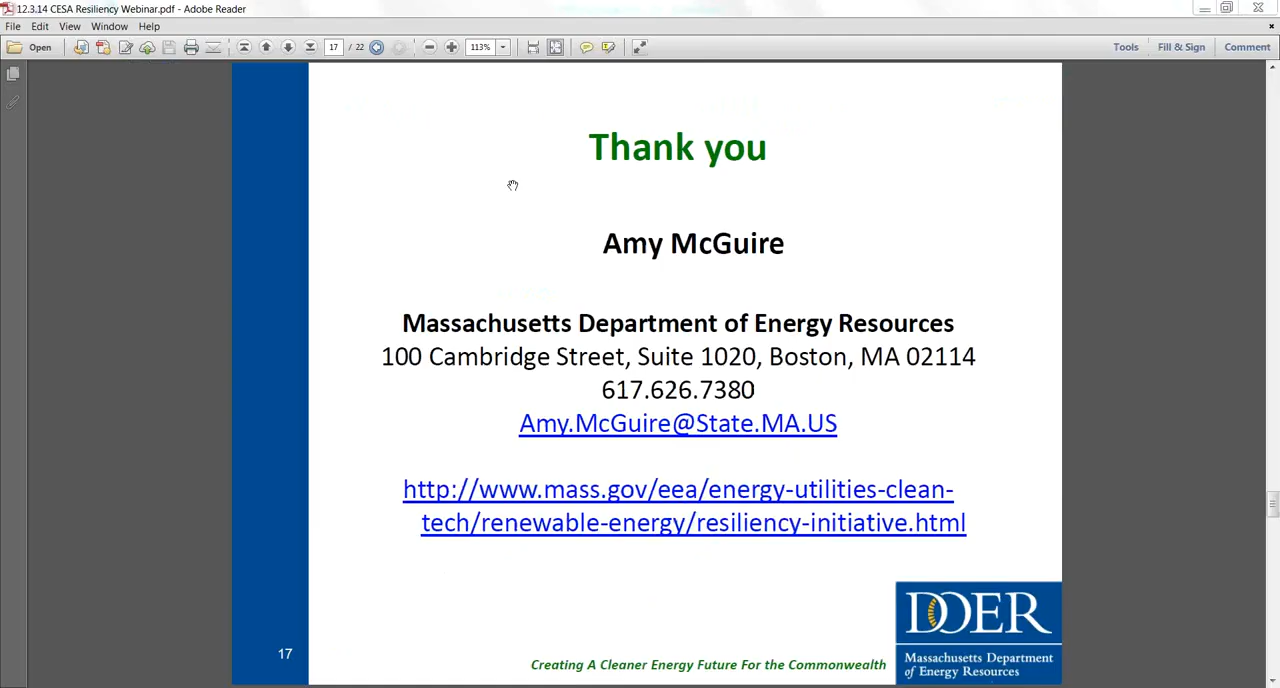 12.3.14 CESA Resiliency Webinar.pdf - Adobe Reader
File Edit View Window Help
Open 17 / 22 113% Tools Fill & Sign Comment
Thank you
Amy McGuire
Massachusetts Department of Energy Resources
100 Cambridge Street, Suite 1020, Boston, MA 02114
617.626.7380
Amy.McGuire@State.MA.US
http://www.mass.gov/eea/energy-utilities-clean-
tech/renewable-energy/resiliency-initiative.html
DOER
Massachusetts Department
of Energy Resources
17
Creating A Cleaner Energy Future For the Commonwealth